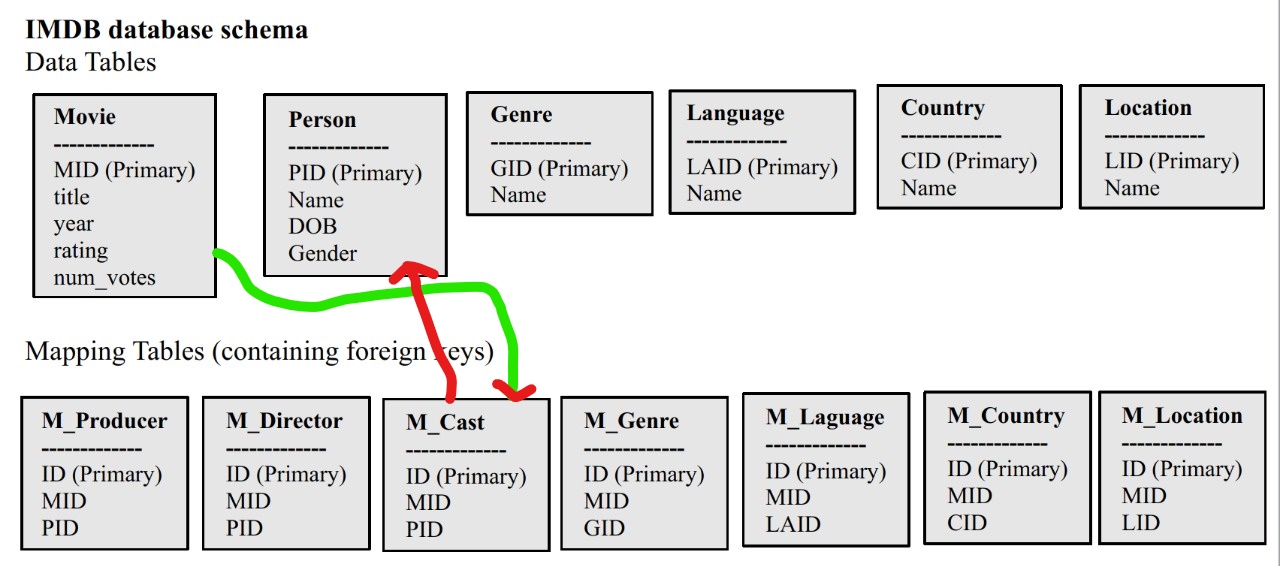 IMDB database schema
Data Tables
Movie
-------------
MID (Primary)
title
year
rating
num_votes
Person
-------------
PID (Primary)
Name
DOB
Gender
Genre
-------------
GID (Primary)
Name
Language
-------------
LAID (Primary)
Name
Country
-------------
CID (Primary)
Name
Location
-------------
LID (Primary)
Name
Mapping Tables (containing foreign keys)
M_Producer
-------------
ID (Primary)
MID
PID
M_Director
-------------
ID (Primary)
MID
PID
M_Cast
-------------
ID (Primary)
MID
PID
M_Genre
-------------
ID (Primary)
MID
GID
M_Laguage
-------------
ID (Primary)
MID
LAID
M_Country
-------------
ID (Primary)
MID
CID
M_Location
-------------
ID (Primary)
MID
LID